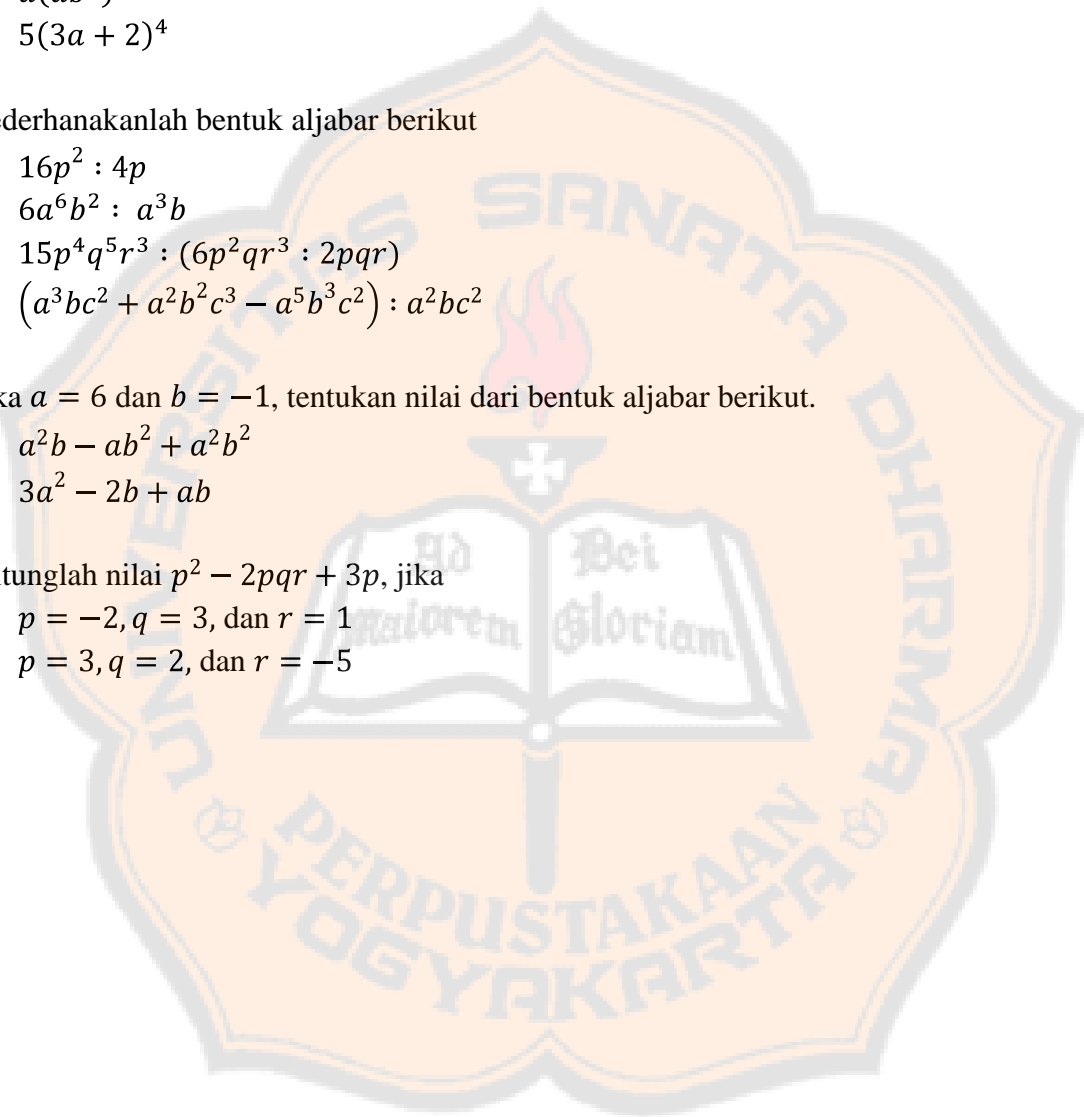 5(3a + 2)⁴
derhanakanlah bentuk aljabar berikut
16p² : 4p
6a⁶b² : a³b
15p⁴q⁵r³ : (6p²qr³ : 2pqr)
(a³bc² + a²b²c³ − a⁵b³c²) : a²bc²
ka a = 6 dan b = −1, tentukan nilai dari bentuk aljabar berikut.
a²b − ab² + a²b²
3a² − 2b + ab
tunglah nilai p² − 2pqr + 3p, jika
p = −2, q = 3, dan r = 1
p = 3, q = 2, dan r = −5
UNIVERSITAS SANATA DHARMA
Ad maiorem
Dei Gloriam
PERPUSTAKAAN
YOGYAKARTA